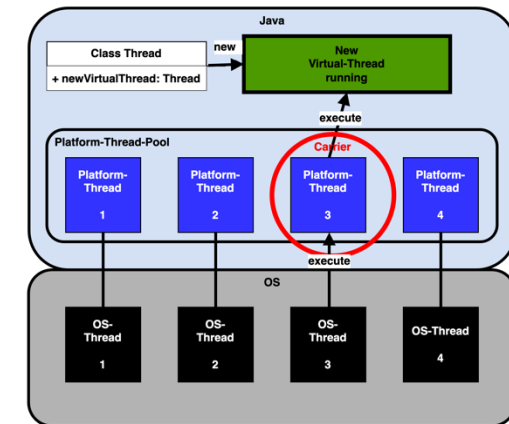 Java
Class Thread
+ newVirtualThread: Thread
new
New
Virtual-Thread
running
execute
Platform-Thread-Pool
Carrier
Platform-
Thread
1
Platform-
Thread
2
Platform-
Thread
3
Platform-
Thread
4
execute
OS
OS-
Thread
1
OS-
Thread
2
OS-
Thread
3
OS-Thread
4